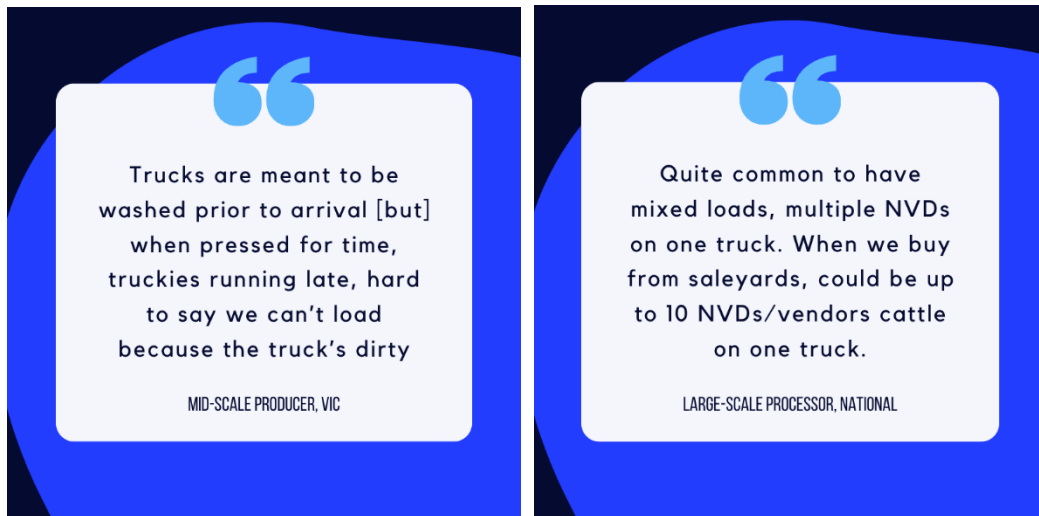 Trucks are meant to be
washed prior to arrival [but]
when pressed for time,
truckies running late, hard
to say we can't load
because the truck's dirty
MID-SCALE PRODUCER, VIC
Quite common to have
mixed loads, multiple NVDs
on one truck. When we buy
from saleyards, could be up
to 10 NVDs/vendors cattle
on one truck.
LARGE-SCALE PROCESSOR, NATIONAL